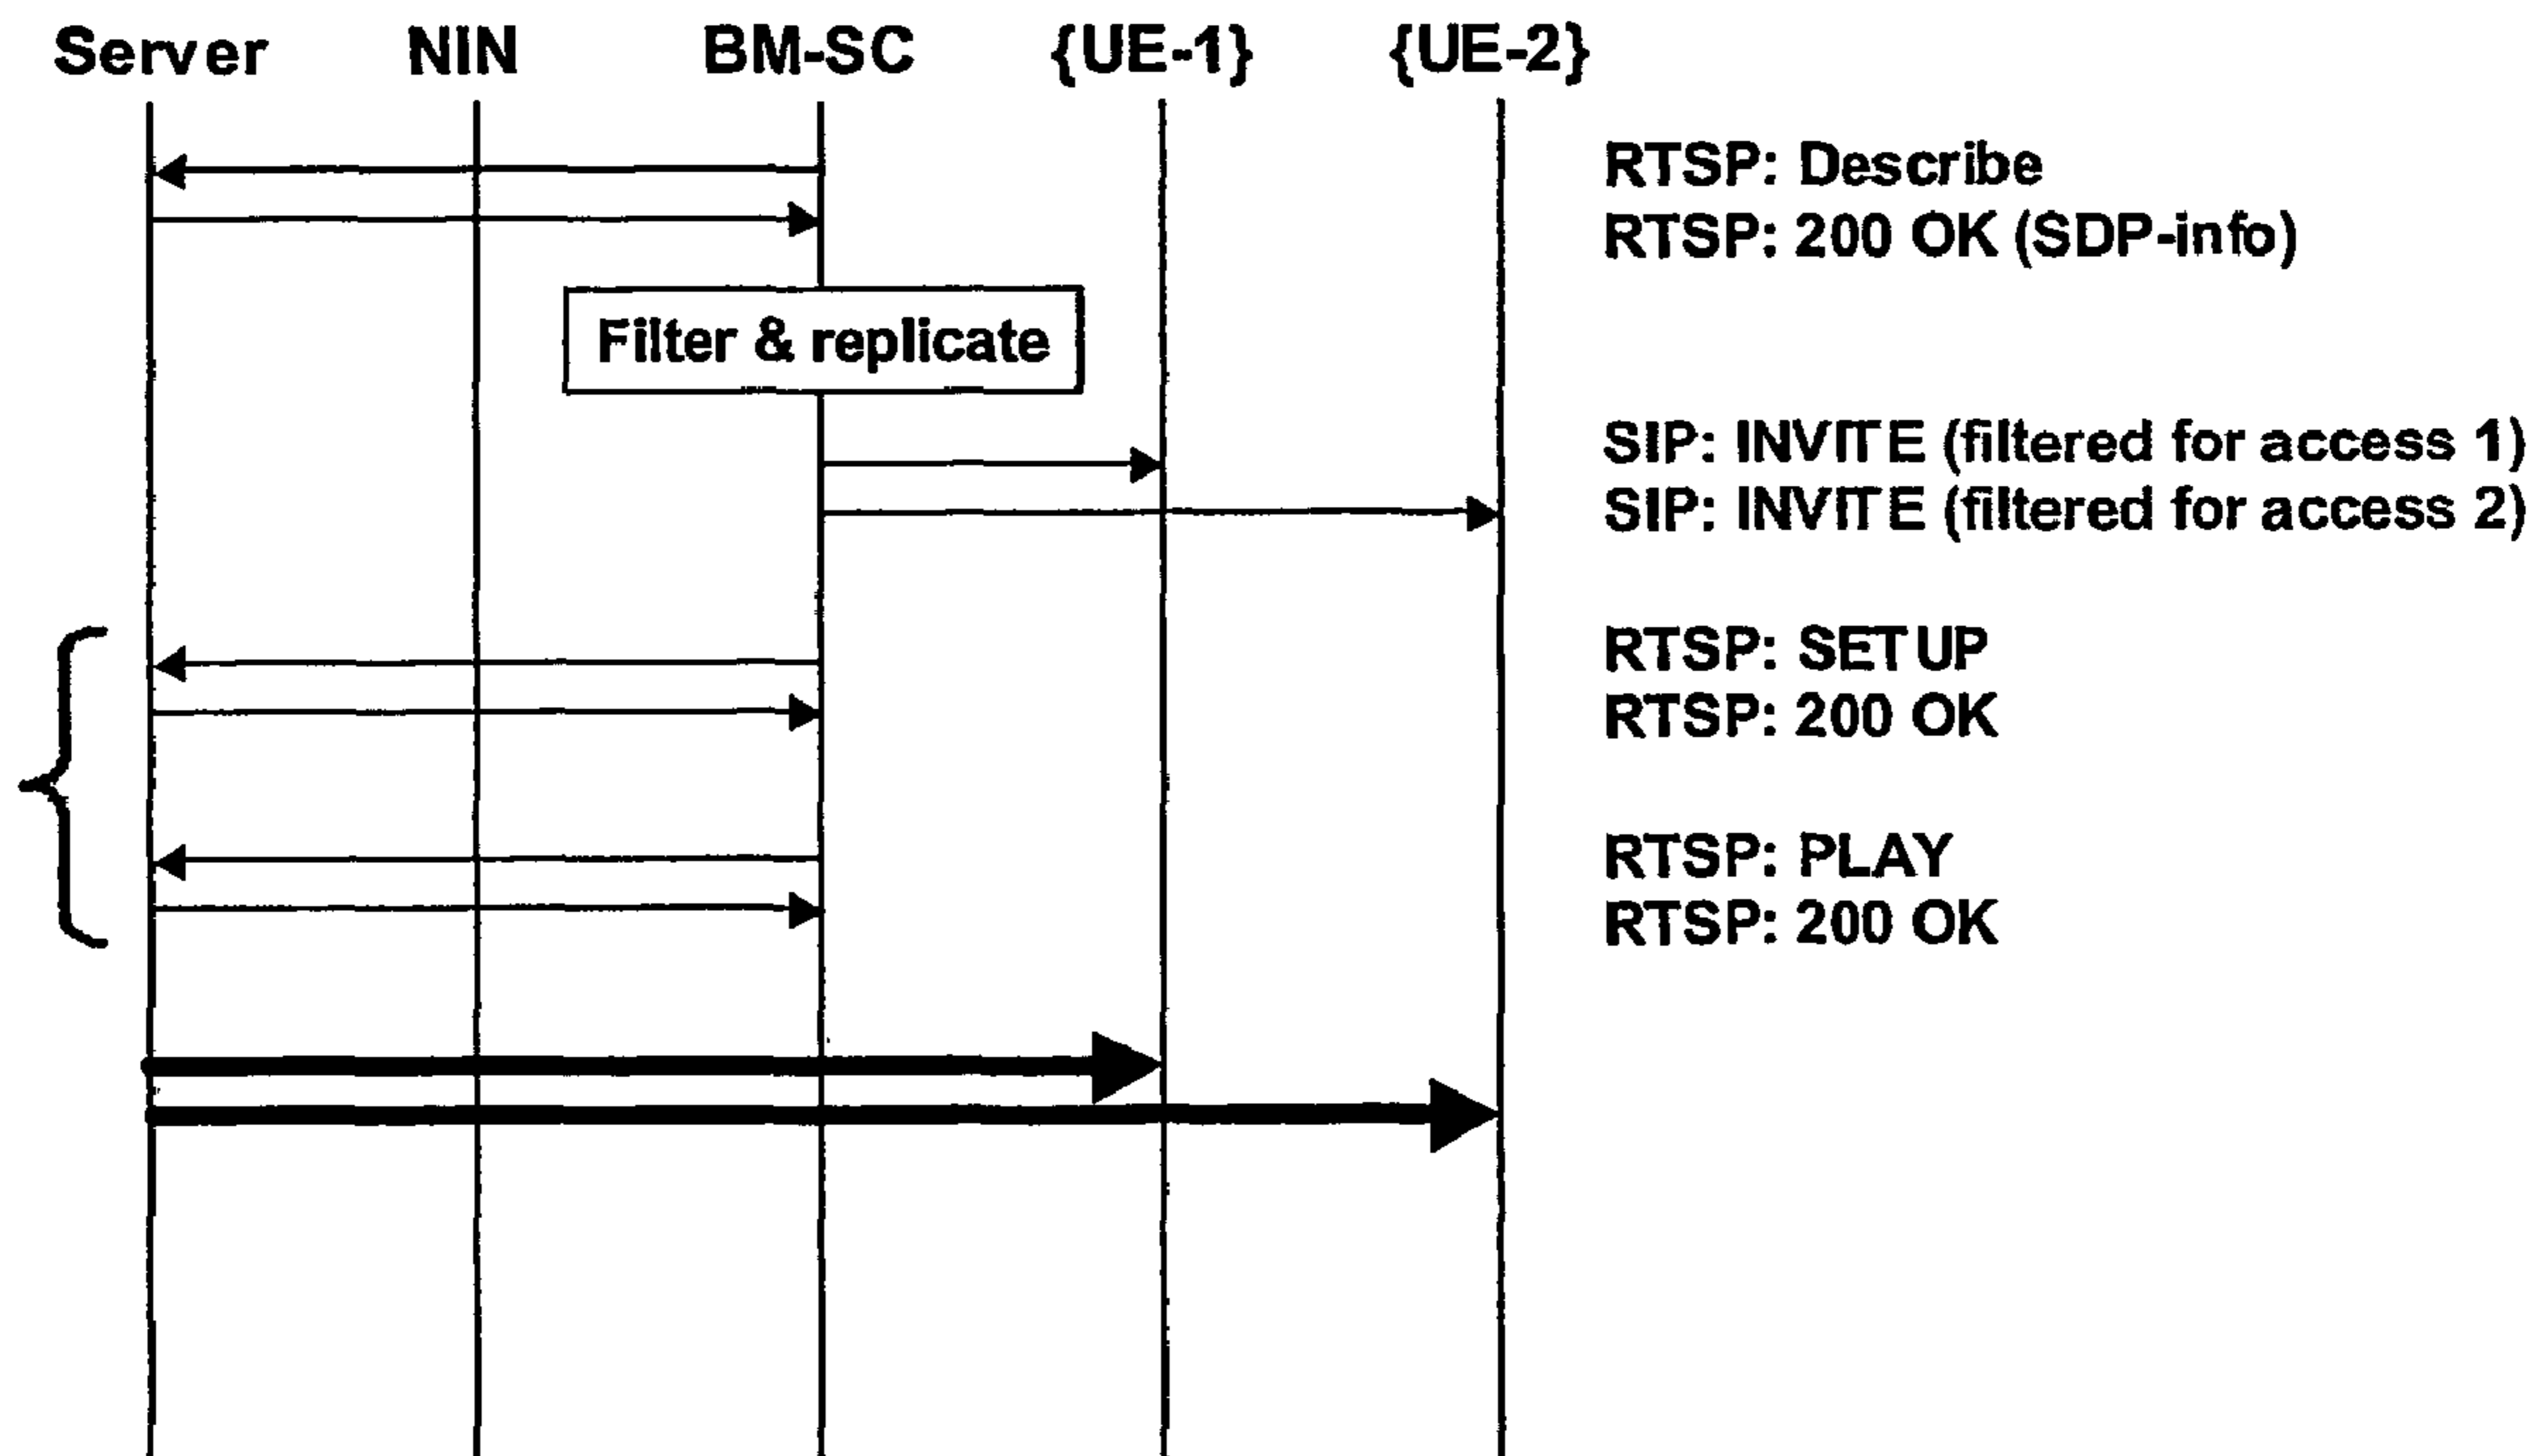 Server NIN BM-SC {UE-1} {UE-2}
RTSP: Describe
RTSP: 200 OK (SDP-info)
Filter & replicate
SIP: INVITE (filtered for access 1)
SIP: INVITE (filtered for access 2)
RTSP: SETUP
RTSP: 200 OK
RTSP: PLAY
RTSP: 200 OK